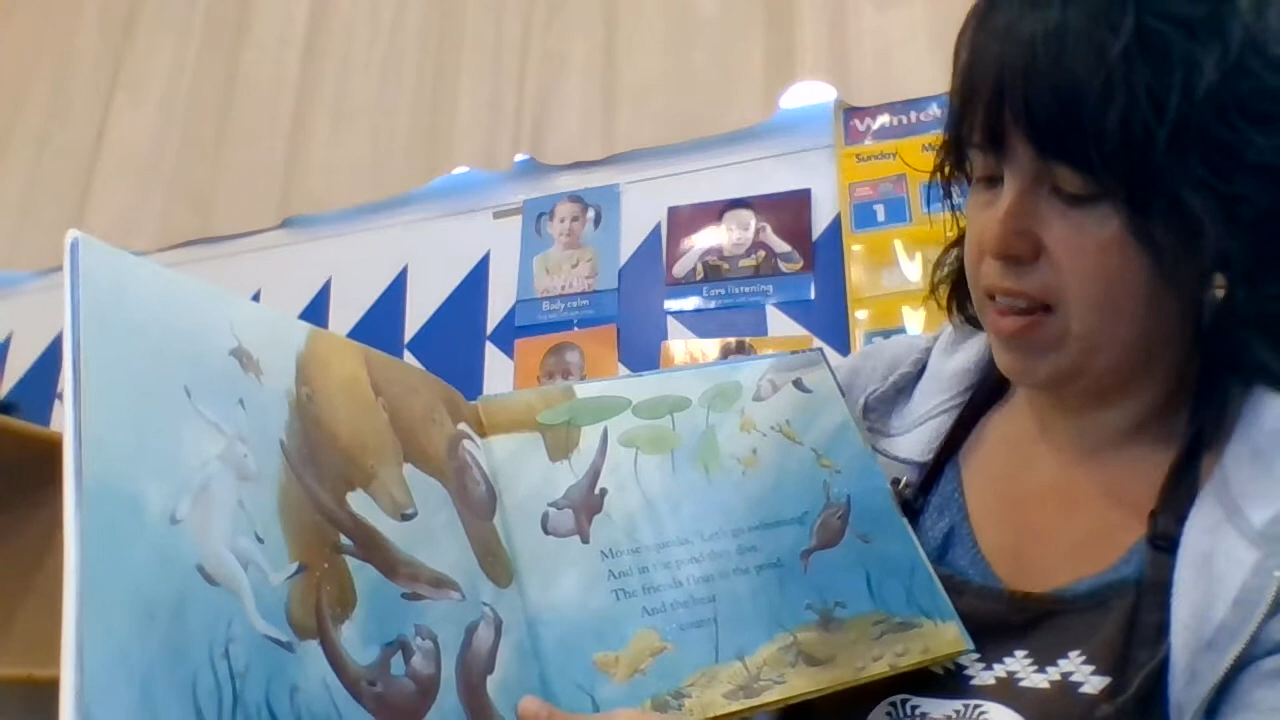 Winter
Sunday
1
Body calm
Ears listening
Mouse squeaks, "Let's go swimming!"
And in the pond they dive.
The friends float in the pond.
And the bear